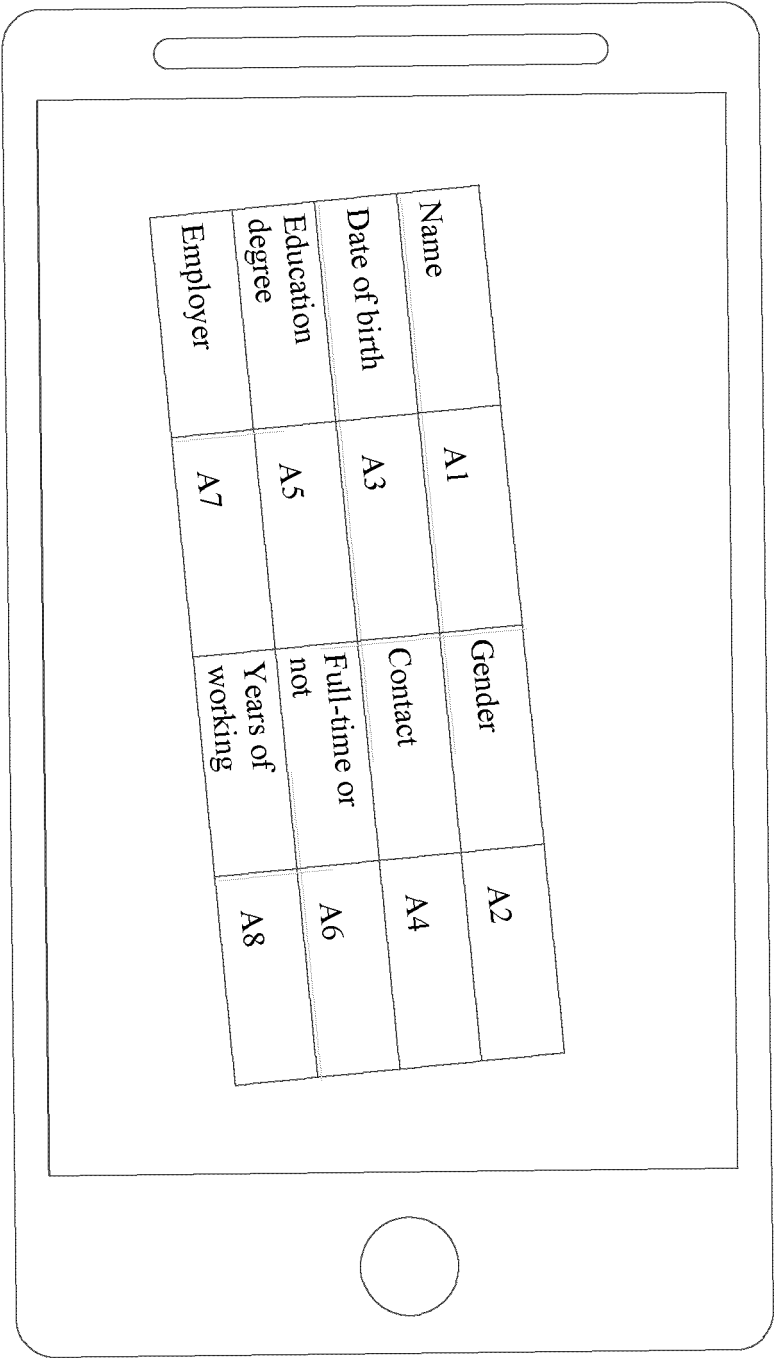 Name
A1
Gender
A2
Date of birth
A3
Contact
A4
Education
degree
A5
Full-time or
not
A6
Employer
A7
Years of
working
A8